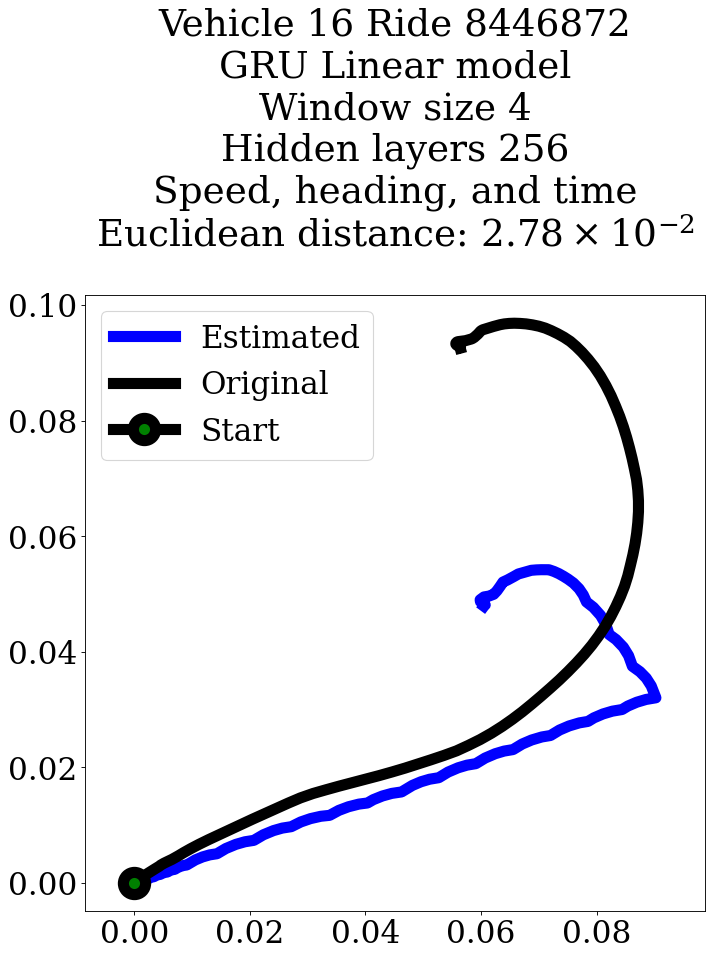 Vehicle 16 Ride 8446872
GRU Linear model
Window size 4
Hidden layers 256
Speed, heading, and time
Euclidean distance: 2.78 × 10⁻²
0.10
0.08
0.06
0.04
0.02
0.00
Estimated
Original
Start
0.00 0.02 0.04 0.06 0.08